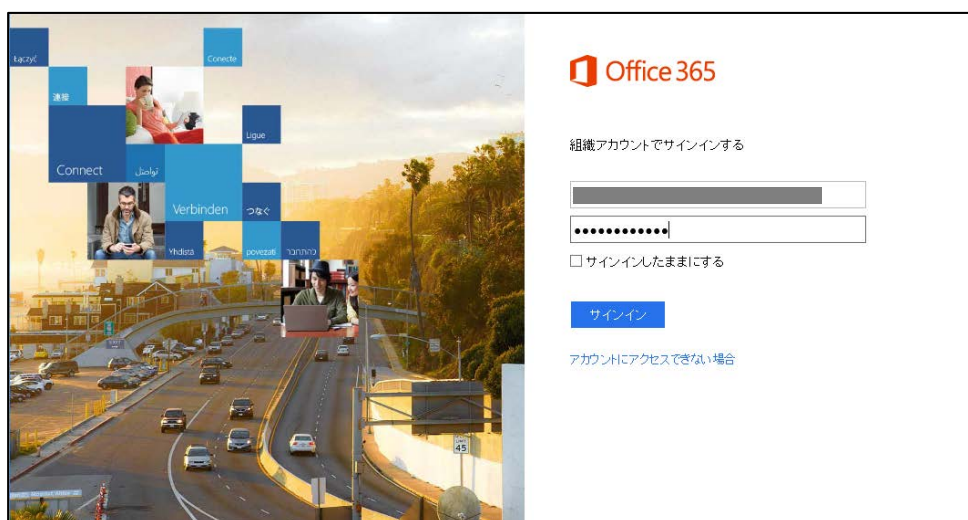 Łączyć
Conecte
連接
Ligue
Connect
تواصل
Verbinden
つなぐ
Yhdistä
povezati
להתחבר
SPEED
LIMIT
45
Office 365
組織アカウントでサインインする
●●●●●●●●●●●●
サインインしたままにする
サインイン
アカウントにアクセスできない場合